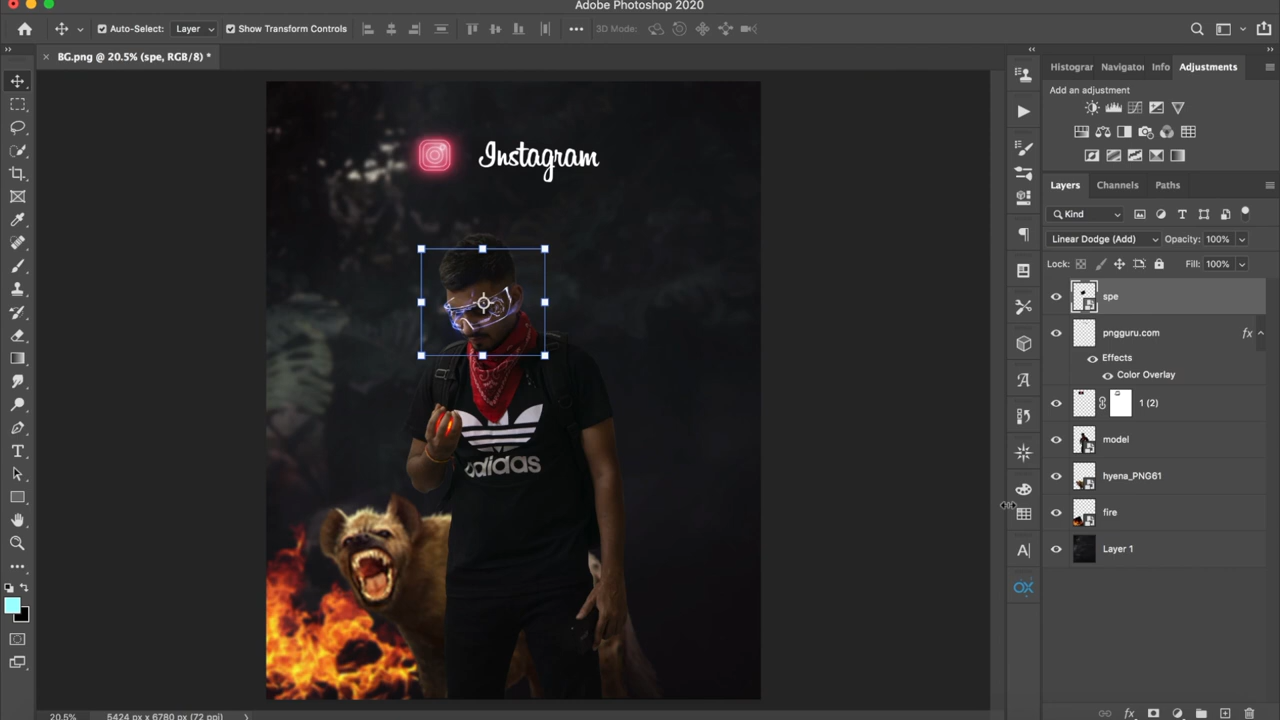 Adobe Photoshop 2020
Auto-Select: Layer Show Transform Controls 3D Mode:
BG.png @ 20.5% (spe, RGB/8) *
Histograr Navigato Info Adjustments
Add an adjustment
Instagram
Layers Channels Paths
Kind
Linear Dodge (Add) Opacity: 100%
Lock: Fill: 100%
spe
pngguru.com fx
Effects
Color Overlay
1 (2)
model
hyena_PNG61
fire
Layer 1
adidas
20.5% 5424 px x 6780 px (72 ppi)